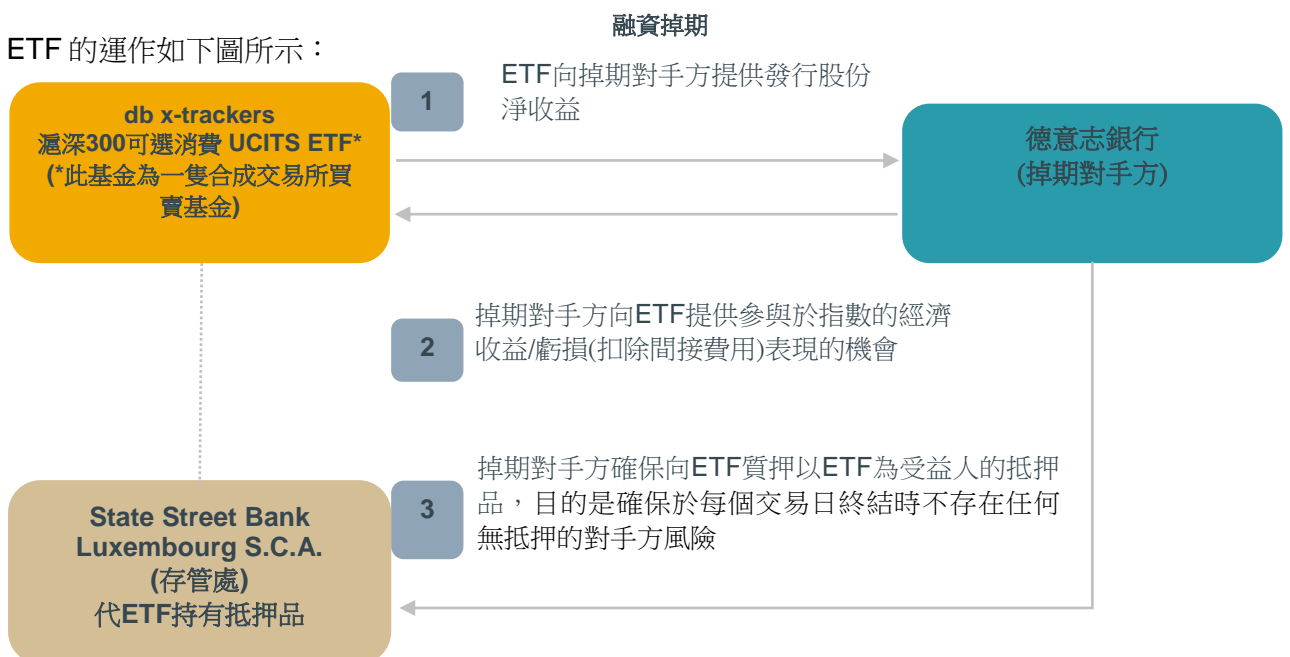 融資掉期
ETF 的運作如下圖所示：
db x-trackers
滬深300可選消費 UCITS ETF*
(*此基金為一隻合成交易所買
賣基金)
1
ETF向掉期對手方提供發行股份
淨收益
德意志銀行
(掉期對手方)
2
掉期對手方向ETF提供參與於指數的經濟
收益/虧損(扣除間接費用)表現的機會
3
掉期對手方確保向ETF質押以ETF為受益人的抵押
品，目的是確保於每個交易日終結時不存在任何
無抵押的對手方風險
State Street Bank
Luxembourg S.C.A.
(存管處)
代ETF持有抵押品